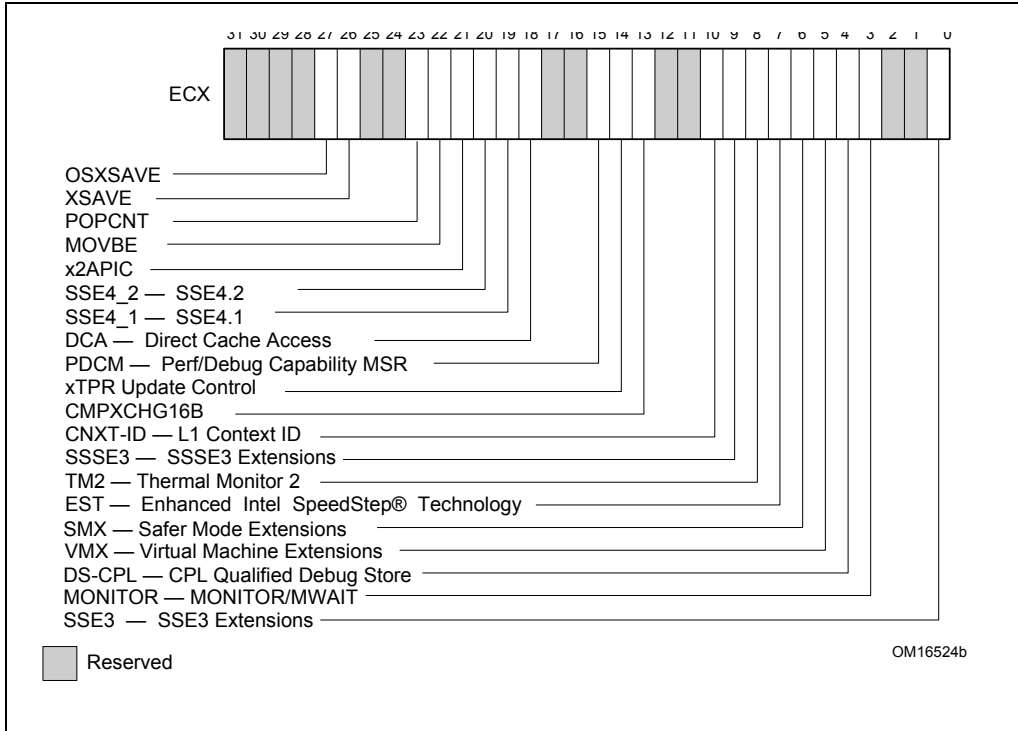 31 30 29 28 27 26 25 24 23 22 21 20 19 18 17 16 15 14 13 12 11 10 9 8 7 6 5 4 3 2 1 0
ECX
OSXSAVE
XSAVE
POPCNT
MOVBE
x2APIC
SSE4_2 — SSE4.2
SSE4_1 — SSE4.1
DCA — Direct Cache Access
PDCM — Perf/Debug Capability MSR
xTPR Update Control
CMPXCHG16B
CNXT-ID — L1 Context ID
SSSE3 — SSSE3 Extensions
TM2 — Thermal Monitor 2
EST — Enhanced Intel SpeedStep® Technology
SMX — Safer Mode Extensions
VMX — Virtual Machine Extensions
DS-CPL — CPL Qualified Debug Store
MONITOR — MONITOR/MWAIT
SSE3 — SSE3 Extensions
OM16524b
Reserved